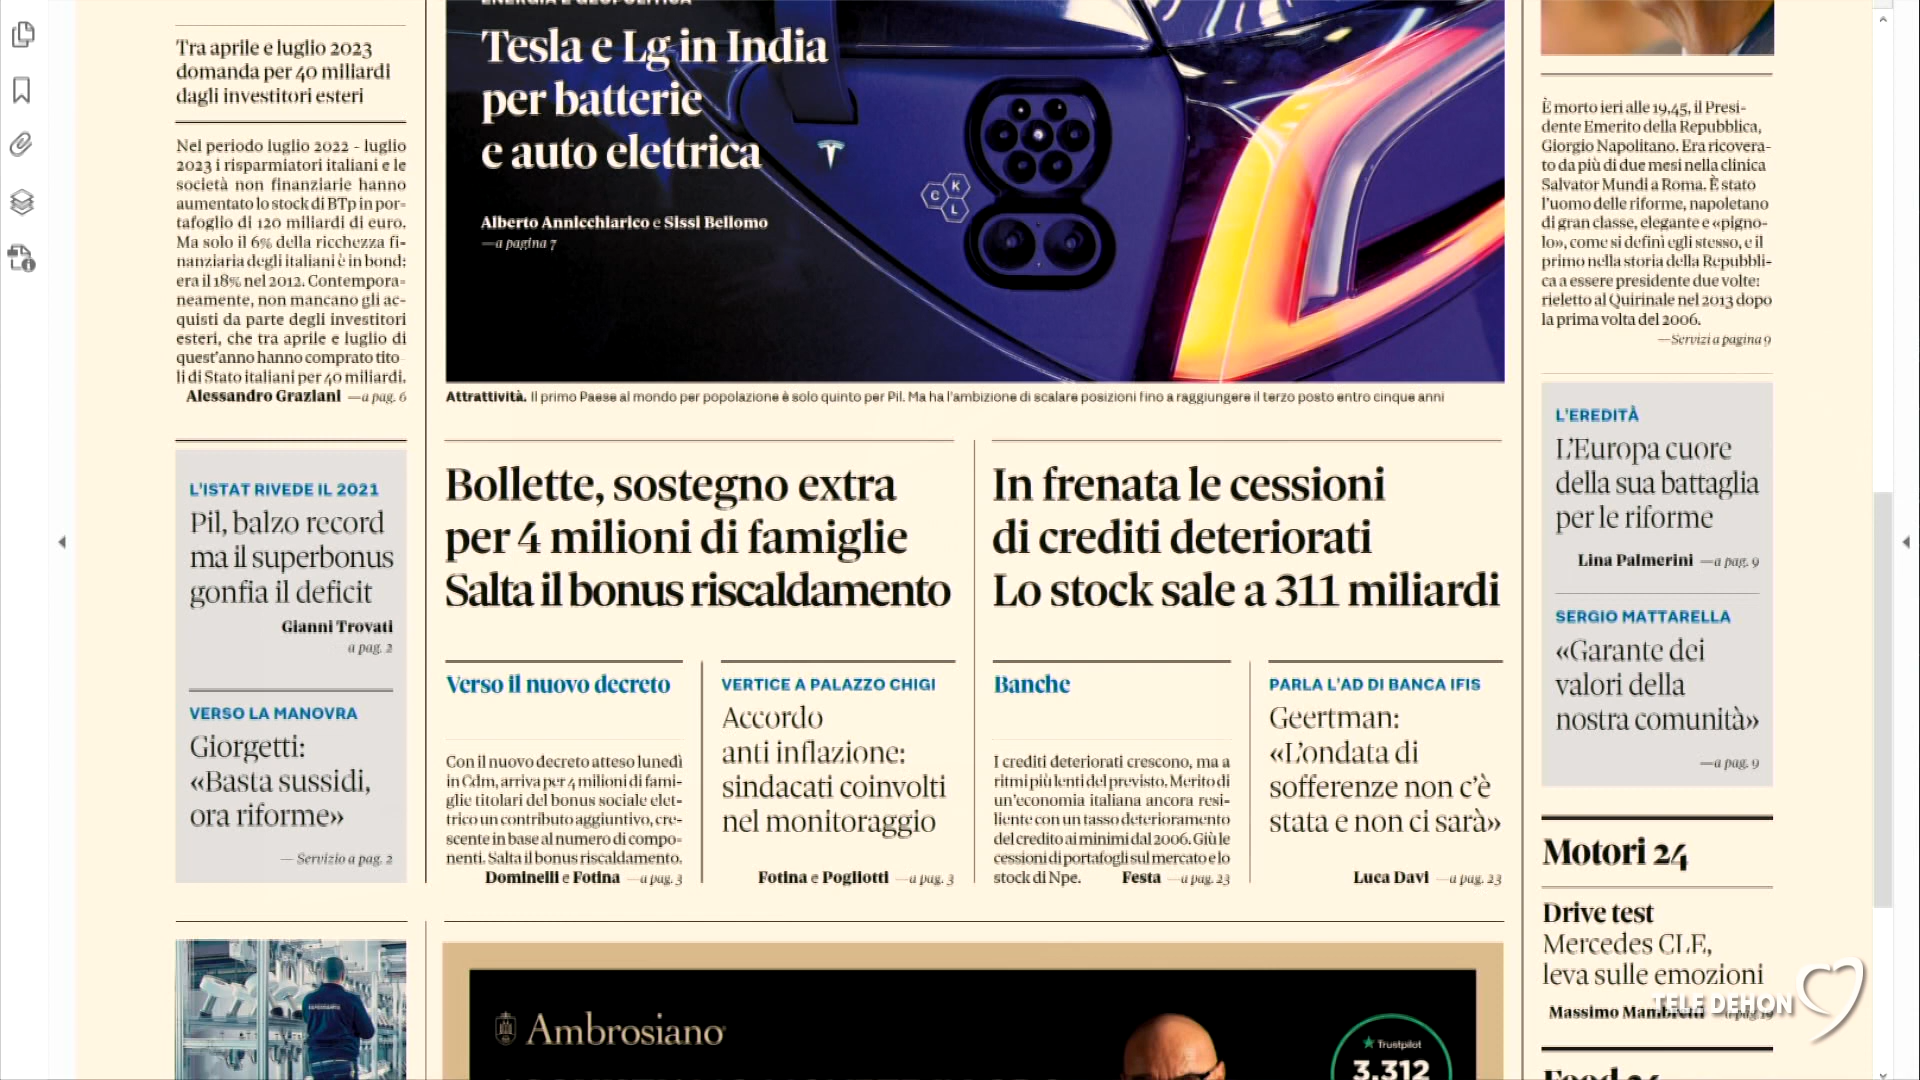 Tra aprile e luglio 2023
domanda per 40 miliardi
dagli investitori esteri
Nel periodo luglio 2022 - luglio
2023 i risparmiatori italiani e le
società non finanziarie hanno
aumentato lo stock di BTp in por-
tafoglio di 120 miliardi di euro.
Ma solo il 6% della ricchezza fi-
nanziaria degli italiani è in bond;
era il 18% nel 2012. Contempora-
neamente, non mancano gli ac-
quisti da parte degli investitori
esteri, che tra aprile e luglio di
quest'anno hanno comprato tito-
li di Stato italiani per 40 miliardi.
Alessandro Graziani —a pag. 6
L'ISTAT RIVEDE IL 2021
Pil, balzo record
ma il superbonus
gonfia il deficit
Gianni Trovati
a pag. 2
VERSO LA MANOVRA
Giorgetti:
«Basta sussidi,
ora riforme»
— Servizio a pag. 2
ENERGIA E GEOPOLITICA
Tesla e Lg in India
per batterie
e auto elettrica
Alberto Annicchiarico e Sissi Bellomo
—a pagina 7
C K L
Attrattività. Il primo Paese al mondo per popolazione è solo quinto per Pil. Ma ha l'ambizione di scalare posizioni fino a raggiungere il terzo posto entro cinque anni
Bollette, sostegno extra
per 4 milioni di famiglie
Salta il bonus riscaldamento
Verso il nuovo decreto
Con il nuovo decreto atteso lunedì
in Cdm, arriva per 4 milioni di fami-
glie titolari del bonus sociale elet-
trico un contributo aggiuntivo, cre-
scente in base al numero di compo-
nenti. Salta il bonus riscaldamento.
Dominelli e Fotina —a pag. 3
VERTICE A PALAZZO CHIGI
Accordo
anti inflazione:
sindacati coinvolti
nel monitoraggio
Fotina e Pogliotti —a pag. 3
In frenata le cessioni
di crediti deteriorati
Lo stock sale a 311 miliardi
Banche
I crediti deteriorati crescono, ma a
ritmi più lenti del previsto. Merito di
un'economia italiana ancora resi-
liente con un tasso deterioramento
del credito ai minimi dal 2006. Giù le
cessioni di portafogli sul mercato e lo
stock di Npe. Festa —a pag. 23
PARLA L'AD DI BANCA IFIS
Geertman:
«L'ondata di
sofferenze non c'è
stata e non ci sarà»
Luca Davi —a pag. 23
È morto ieri alle 19,45, il Presi-
dente Emerito della Repubblica,
Giorgio Napolitano. Era ricovera-
to da più di due mesi nella clinica
Salvator Mundi a Roma. È stato
l'uomo delle riforme, napoletano
di gran classe, elegante e «pigno-
lo», come si definì egli stesso, e il
primo nella storia della Repubbli-
ca a essere presidente due volte:
rieletto al Quirinale nel 2013 dopo
la prima volta del 2006.
—Servizi a pagina 9
L'EREDITÀ
L'Europa cuore
della sua battaglia
per le riforme
Lina Palmerini —a pag. 9
SERGIO MATTARELLA
«Garante dei
valori della
nostra comunità»
—a pag. 9
Motori 24
Drive test
Mercedes CLE,
leva sulle emozioni
Massimo Mambretti —a pag. 19
TELE DEHON
Food 24
Ambrosiano
Trustpilot
3.312